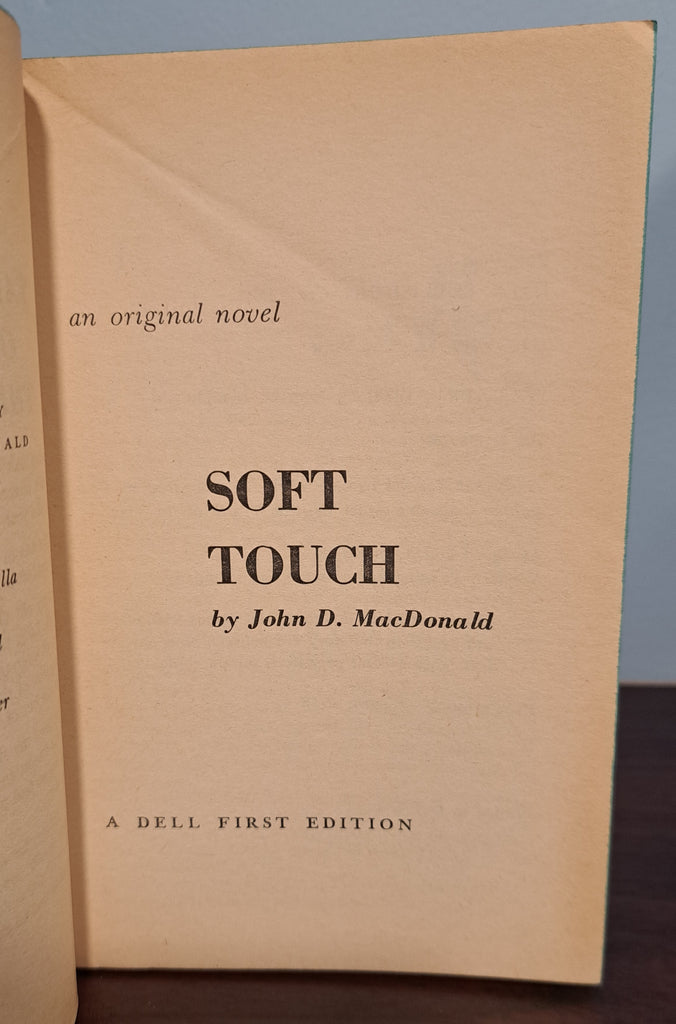 an original novel
SOFT
TOUCH
by John D. MacDonald
A DELL FIRST EDITION